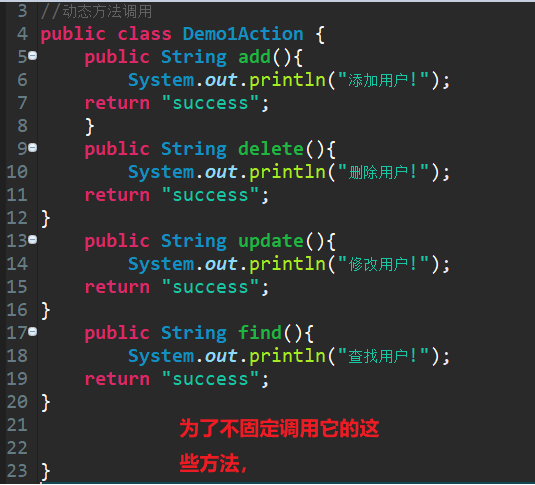 3 //动态方法调用
4 public class Demo1Action {
5 public String add(){
6 System.out.println("添加用户!");
7 return "success";
8 }
9 public String delete(){
10 System.out.println("删除用户!");
11 return "success";
12 }
13 public String update(){
14 System.out.println("修改用户!");
15 return "success";
16 }
17 public String find(){
18 System.out.println("查找用户!");
19 return "success";
20 }
21 为了不固定调用它的这
22 些方法，
23 }